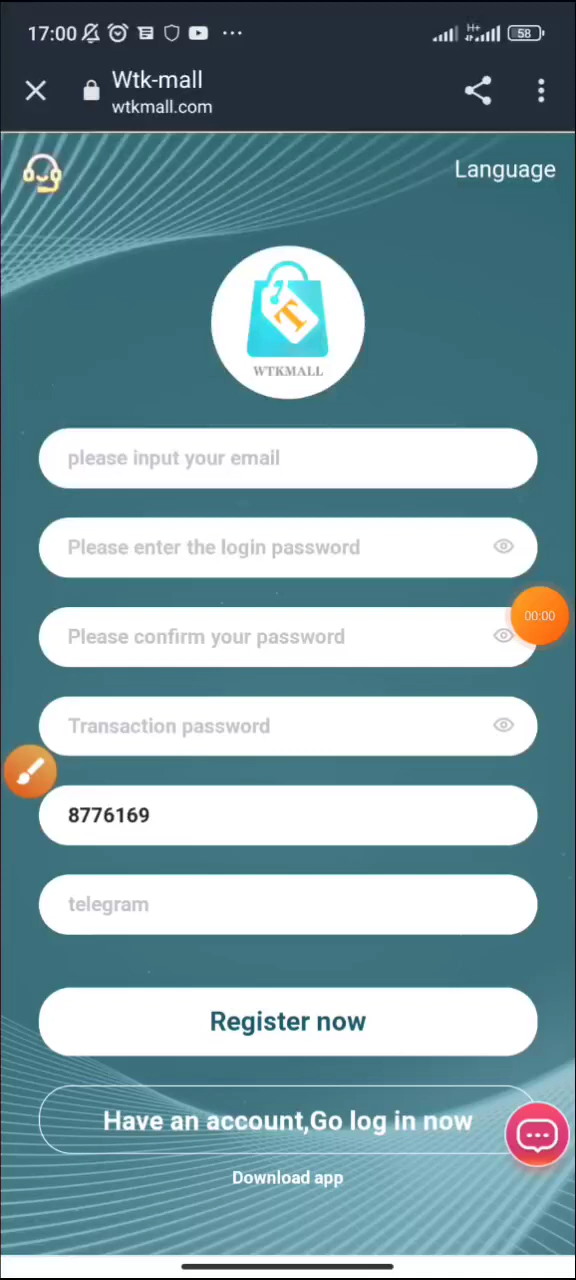 17:00
H+
58
Wtk-mall
wtkmall.com
Language
T
WTKMALL
please input your email
Please enter the login password
00:00
Please confirm your password
Transaction password
8776169
telegram
Register now
Have an account,Go log in now
Download app